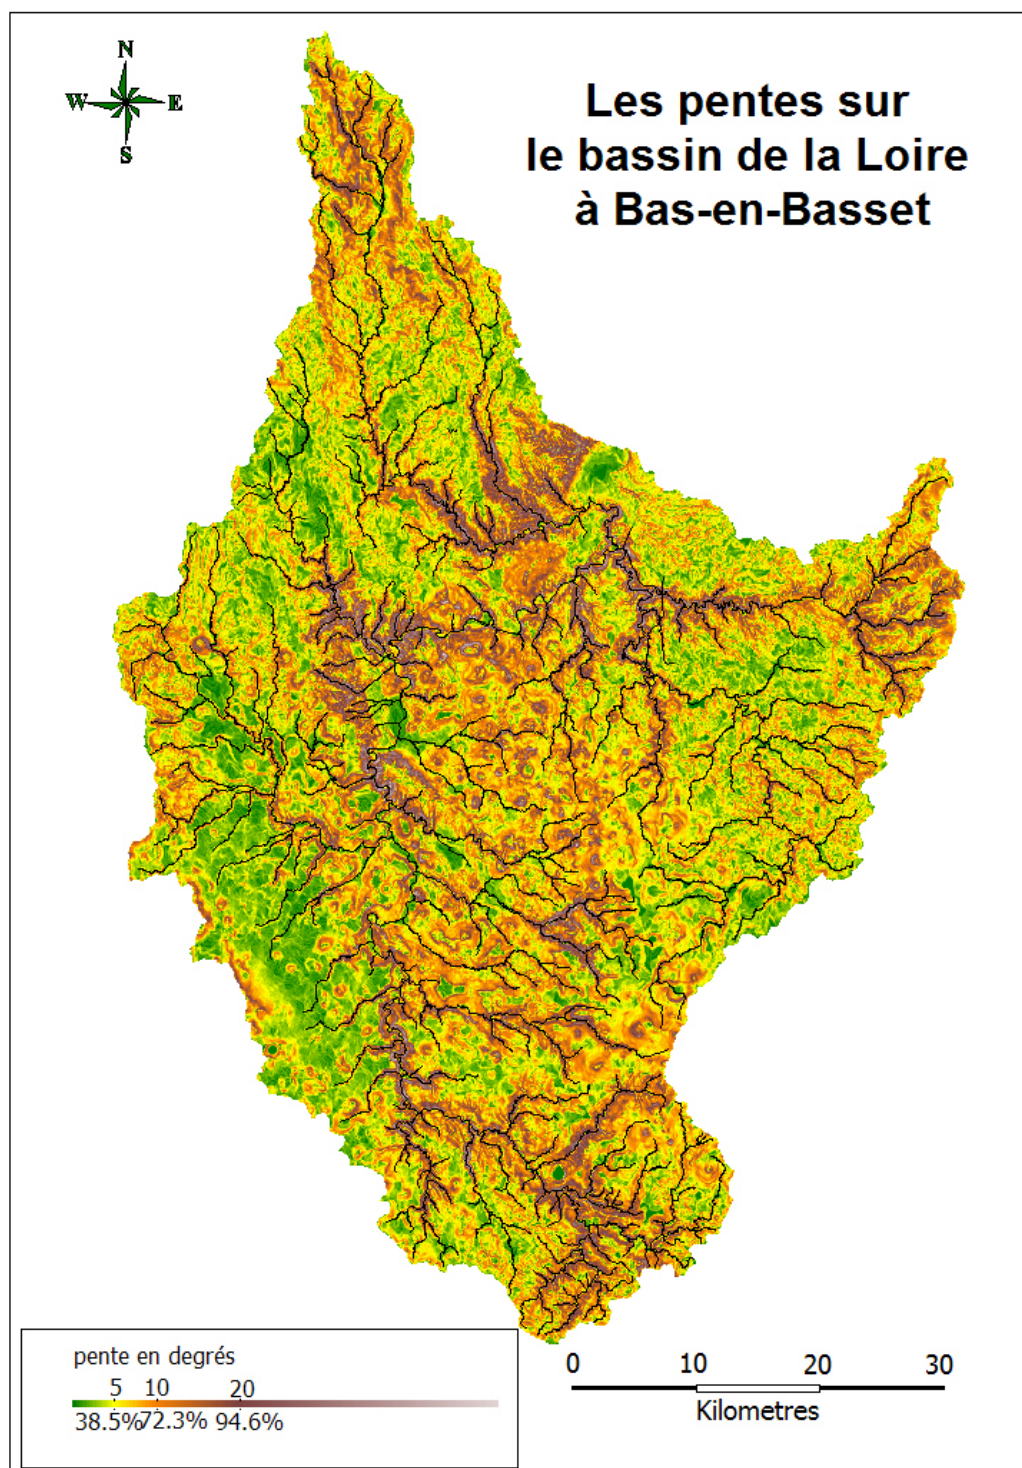 N
W E
S
Les pentes sur
le bassin de la Loire
à Bas-en-Basset
pente en degrés
5 10 20
38.5% 72.3% 94.6%
0 10 20 30
Kilometres